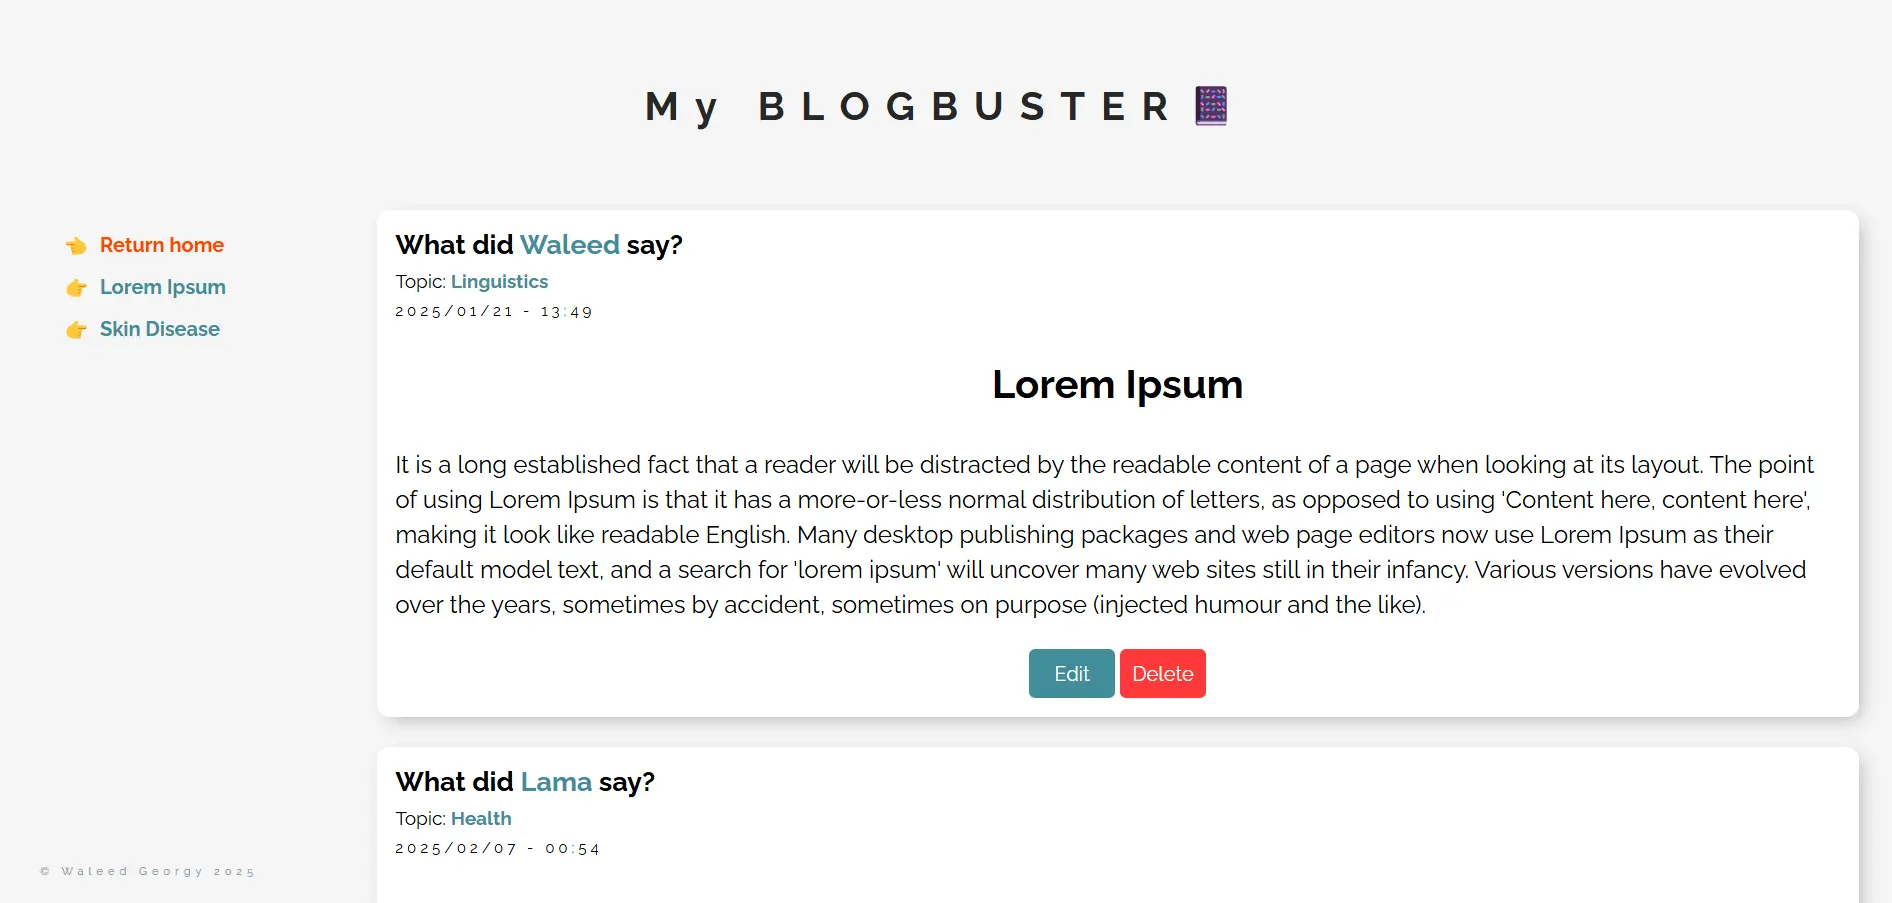 My BLOGBUSTER
👈 Return home
👉 Lorem Ipsum
👉 Skin Disease
What did Waleed say?
Topic: Linguistics
2025/01/21 - 13:49
Lorem Ipsum
It is a long established fact that a reader will be distracted by the readable content of a page when looking at its layout. The point
of using Lorem Ipsum is that it has a more-or-less normal distribution of letters, as opposed to using 'Content here, content here',
making it look like readable English. Many desktop publishing packages and web page editors now use Lorem Ipsum as their
default model text, and a search for 'lorem ipsum' will uncover many web sites still in their infancy. Various versions have evolved
over the years, sometimes by accident, sometimes on purpose (injected humour and the like).
Edit
Delete
What did Lama say?
Topic: Health
2025/02/07 - 00:54
© Waleed Georgy 2025